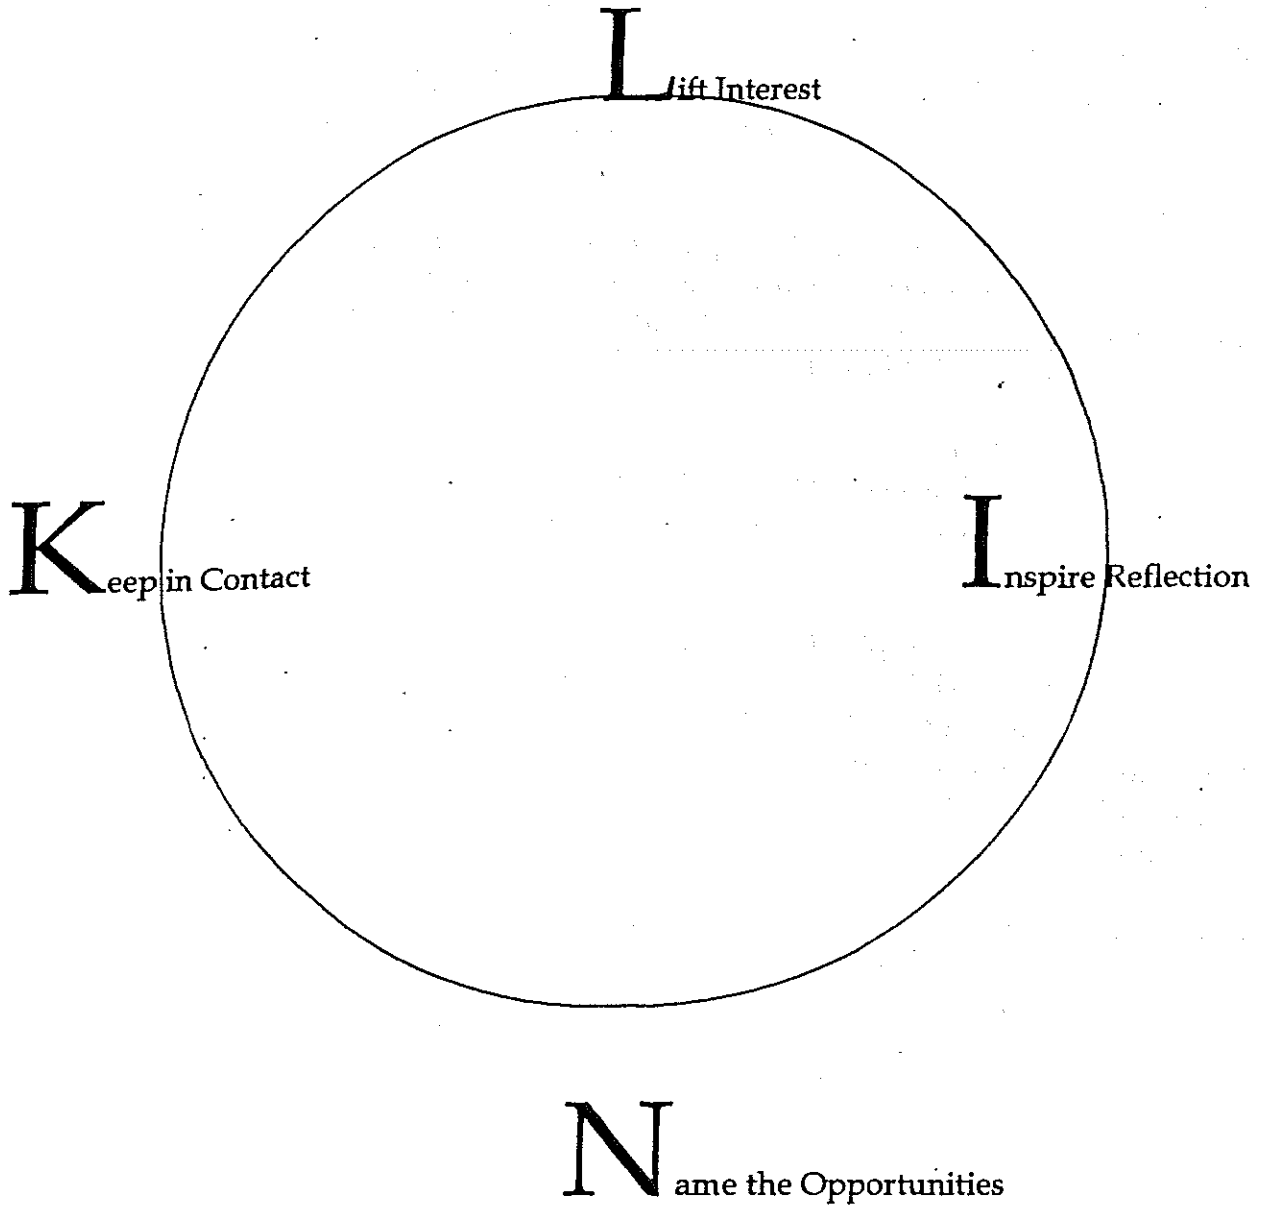 Lift Interest
Keep in Contact
Inspire Reflection
Name the Opportunities